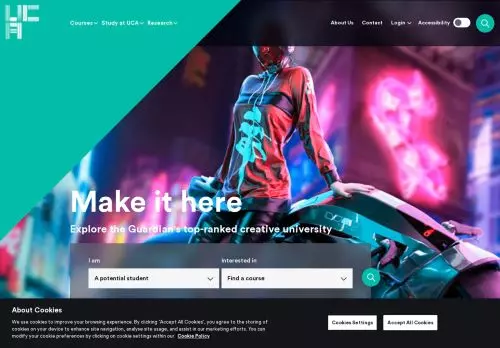 UCA
Courses
Study at UCA
Research
About Us
Contact
Login
Accessibility
Make it here
Explore the Guardian's top-ranked creative university
I am
Interested in
A potential student
Find a course
About Cookies
We use cookies to improve your browsing experience. By clicking "Accept All Cookies", you agree to the storing of
cookies on your device to enhance site navigation, analyse site usage, and assist in our marketing efforts. You can
modify your cookie preferences by clicking on cookie settings within our Cookie Policy
Cookies Settings
Accept All Cookies